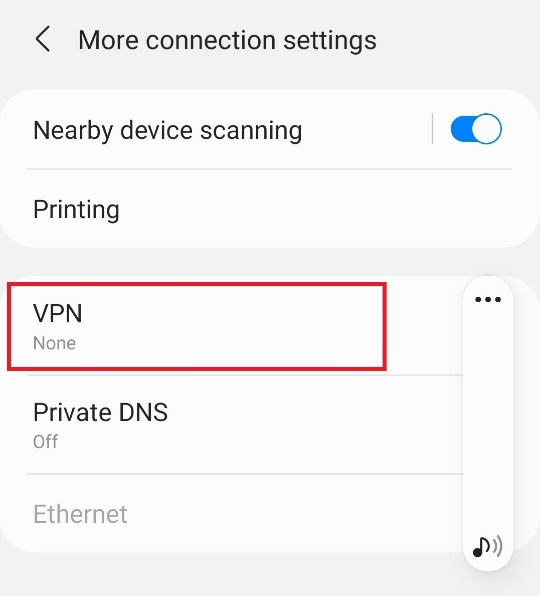 More connection settings
Nearby device scanning
Printing
VPN
None
Private DNS
Off
Ethernet